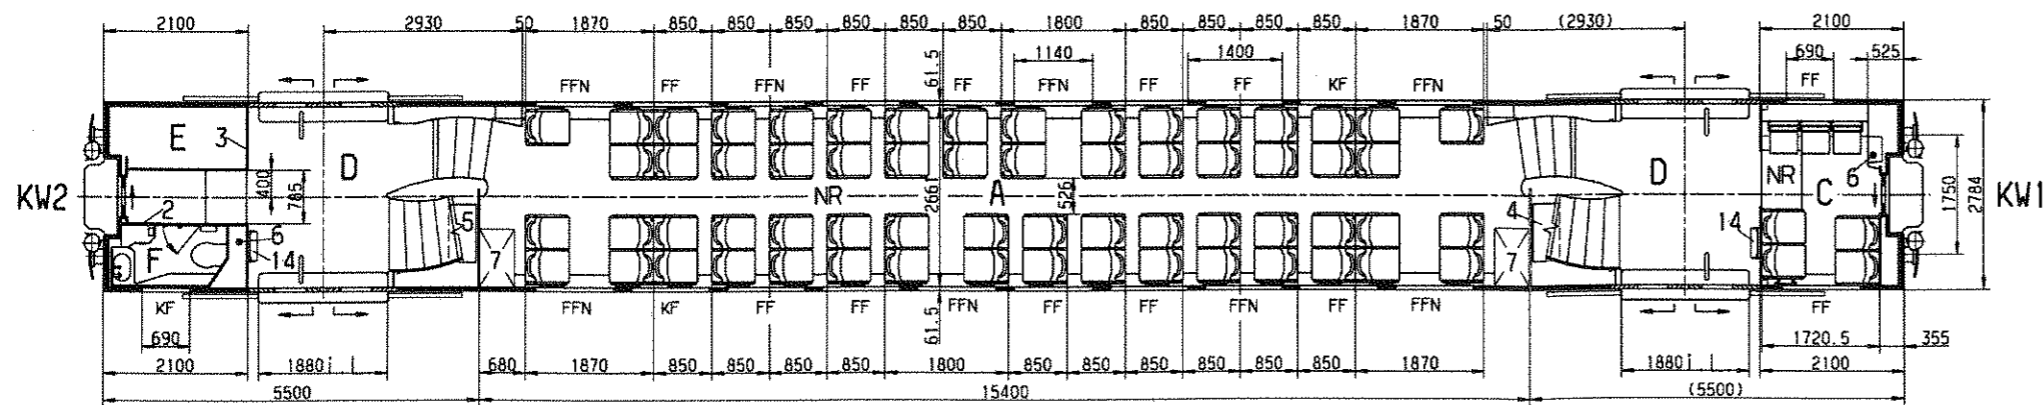 2100 2930 50 1870 850 850 850 850 850 850 1800 850 850 850 850 1870 50 (2930) 2100
61.5 1140 1400 690 525
FFN FF FFN FF FF FFN FF FF KF FFN FF
E 3 D D
400 785 NR 2661 A 526 NR 6 C 1750 2784
KW2 KW1
2 6 5 4 14
F 14 7 7
KF FFN KF FF FF FFN FF FF FFN FF FFN FF
690 61.5 1720.5 355
2100 1880 i.l 680 1870 850 850 850 850 1800 850 850 850 850 850 850 1870 1880 i.l 2100
5500 15400 (5500)